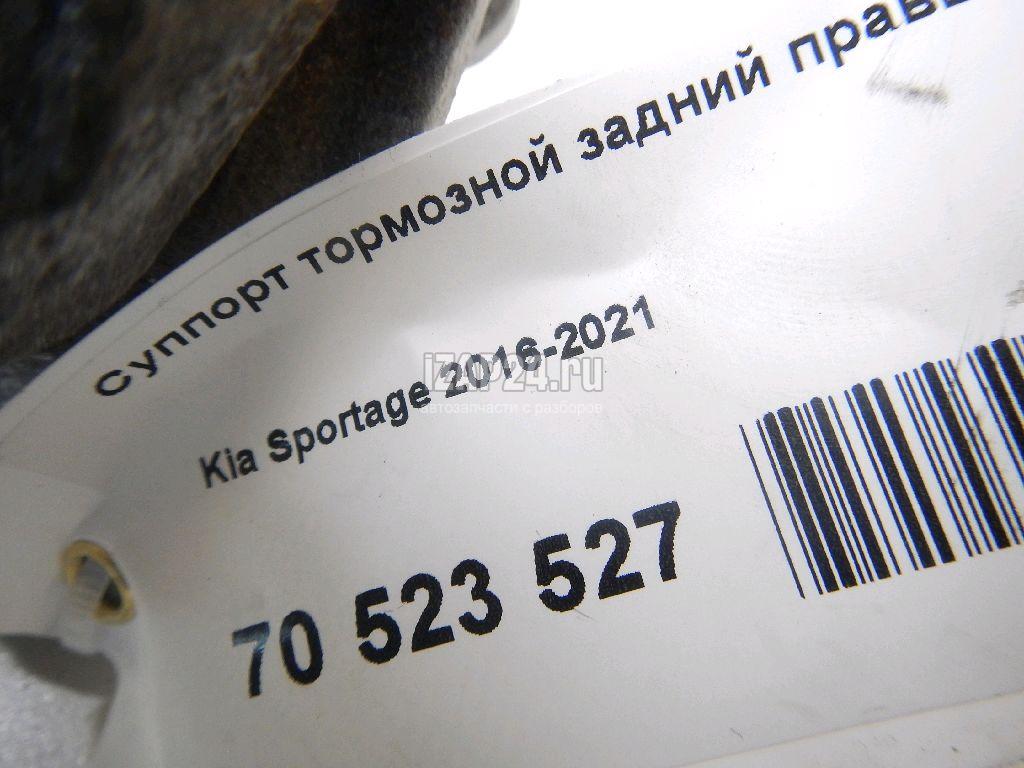 Суппорт тормозной задний
Kia Sportage 2016-2021
iZAP24.ru
автозапчасти с разборов
70 523 527